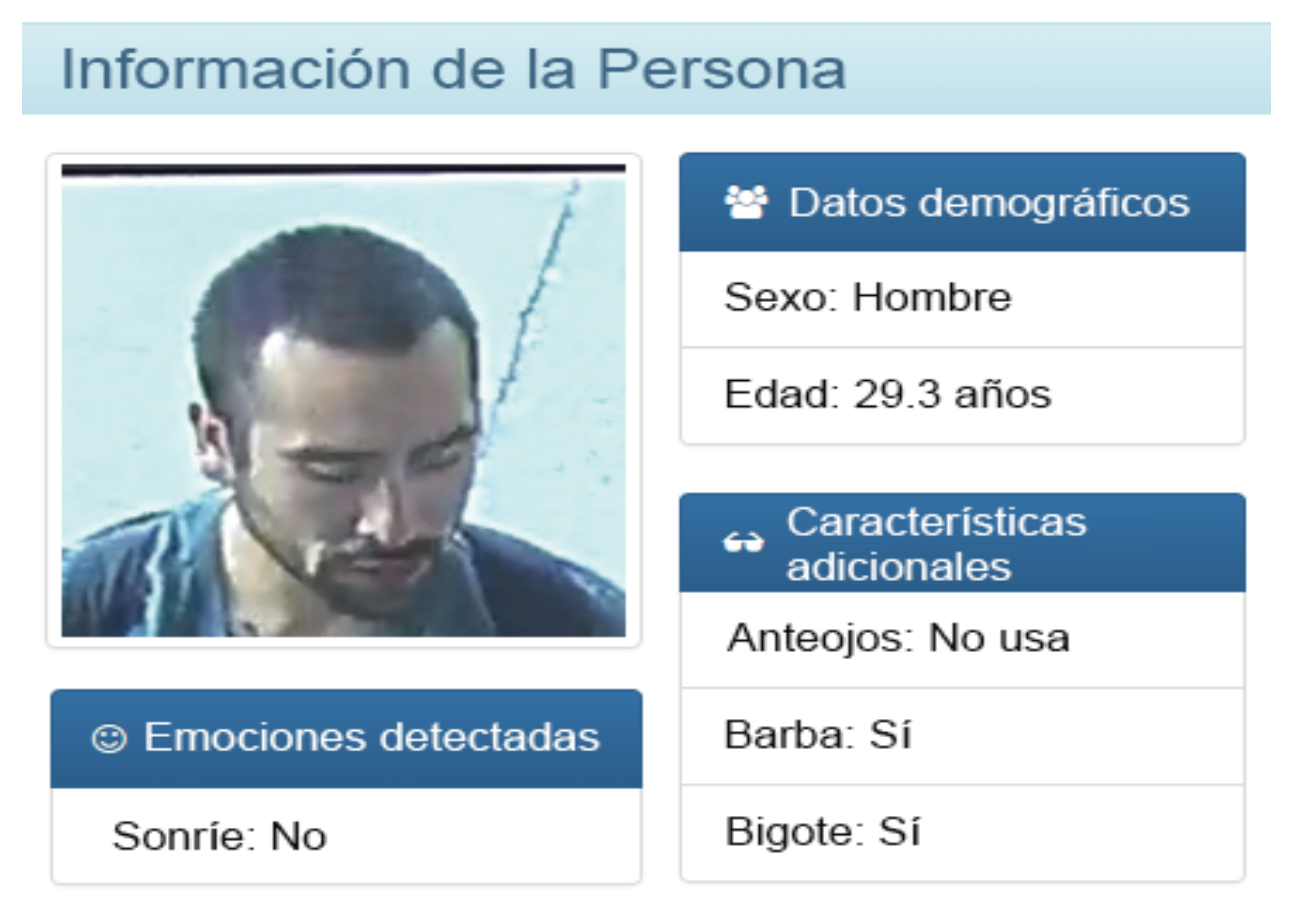 Información de la Persona
Datos demográficos
Sexo: Hombre
Edad: 29.3 años
Características
adicionales
Anteojos: No usa
Barba: Sí
Bigote: Sí
Emociones detectadas
Sonríe: No